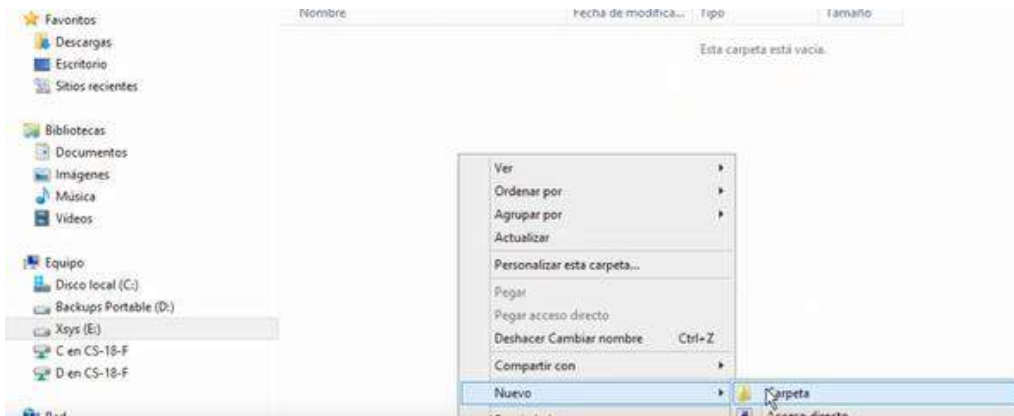 Favoritos
Descargas
Escritorio
Sitios recientes
Bibliotecas
Documentos
Imágenes
Música
Vídeos
Equipo
Disco local (C:)
Backups Portable (D:)
Xsys (E:)
C en CS-18-F
D en CS-18-F
Nombre Fecha de modifica... Tipo Tamaño
Esta carpeta está vacía.
Ver
Ordenar por
Agrupar por
Actualizar
Personalizar esta carpeta...
Pegar
Pegar acceso directo
Deshacer Cambiar nombre Ctrl+Z
Compartir con
Nuevo
Carpeta
Acceso directo